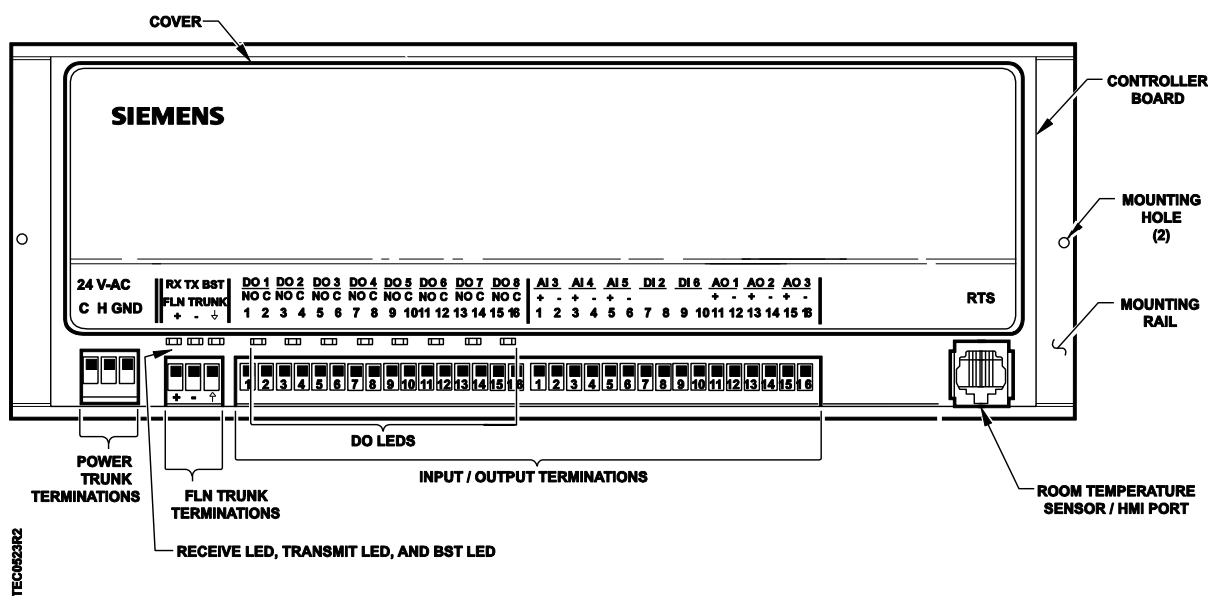 COVER
CONTROLLER
BOARD
SIEMENS
MOUNTING
HOLE
(2)
24 V-AC
C H GND
RX TX BST
FLN TRUNK
+ -
DO 1 DO 2 DO 3 DO 4 DO 5 DO 6 DO 7 DO 8
NO C NO C NO C NO C NO C NO C NO C NO C
1 2 3 4 5 6 7 8 9 10 11 12 13 14 15 16
AI 3 AI 4 AI 5 DI 2 DI 6 AO 1 AO 2 AO 3
+ - + - + - + - + - + -
1 2 3 4 5 6 7 8 9 10 11 12 13 14 15 16
RTS
MOUNTING
RAIL
1 2 3 4 5 6 7 8 9 10 11 12 13 14 15 16
1 2 3 4 5 6 7 8 9 10 11 12 13 14 15 16
+ -
DO LEDS
POWER
TRUNK
TERMINATIONS
FLN TRUNK
TERMINATIONS
INPUT / OUTPUT TERMINATIONS
ROOM TEMPERATURE
SENSOR / HMI PORT
RECEIVE LED, TRANSMIT LED, AND BST LED
TEC0523R2